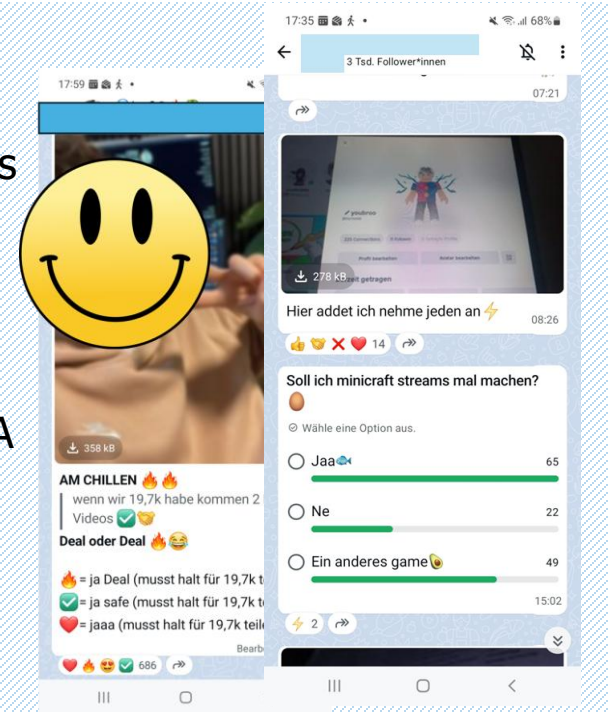 s
A
17:59
358 kB
AM CHILLEN 🔥 🔥
wenn wir 19,7k habe kommen 2
Videos ✅🤝
Deal oder Deal 🔥😂
🔥= ja Deal (musst halt für 19,7k t
✅= ja safe (musst halt für 19,7k t
❤️= jaaa (musst halt für 19,7k teile
Bearb
❤️ 🔥 😍 ✅ 686
17:35
68%
3 Tsd. Follower*innen
07:21
Profil bearbeiten
278 kB
Hier addet ich nehme jeden an⚡
08:26
👍 🤝 ❌ ❤️ 14
Soll ich minicraft streams mal machen?
🥚
Wähle eine Option aus.
Jaa🐟 65
Ne 22
Ein anderes game🥑 49
15:02
⚡ 2